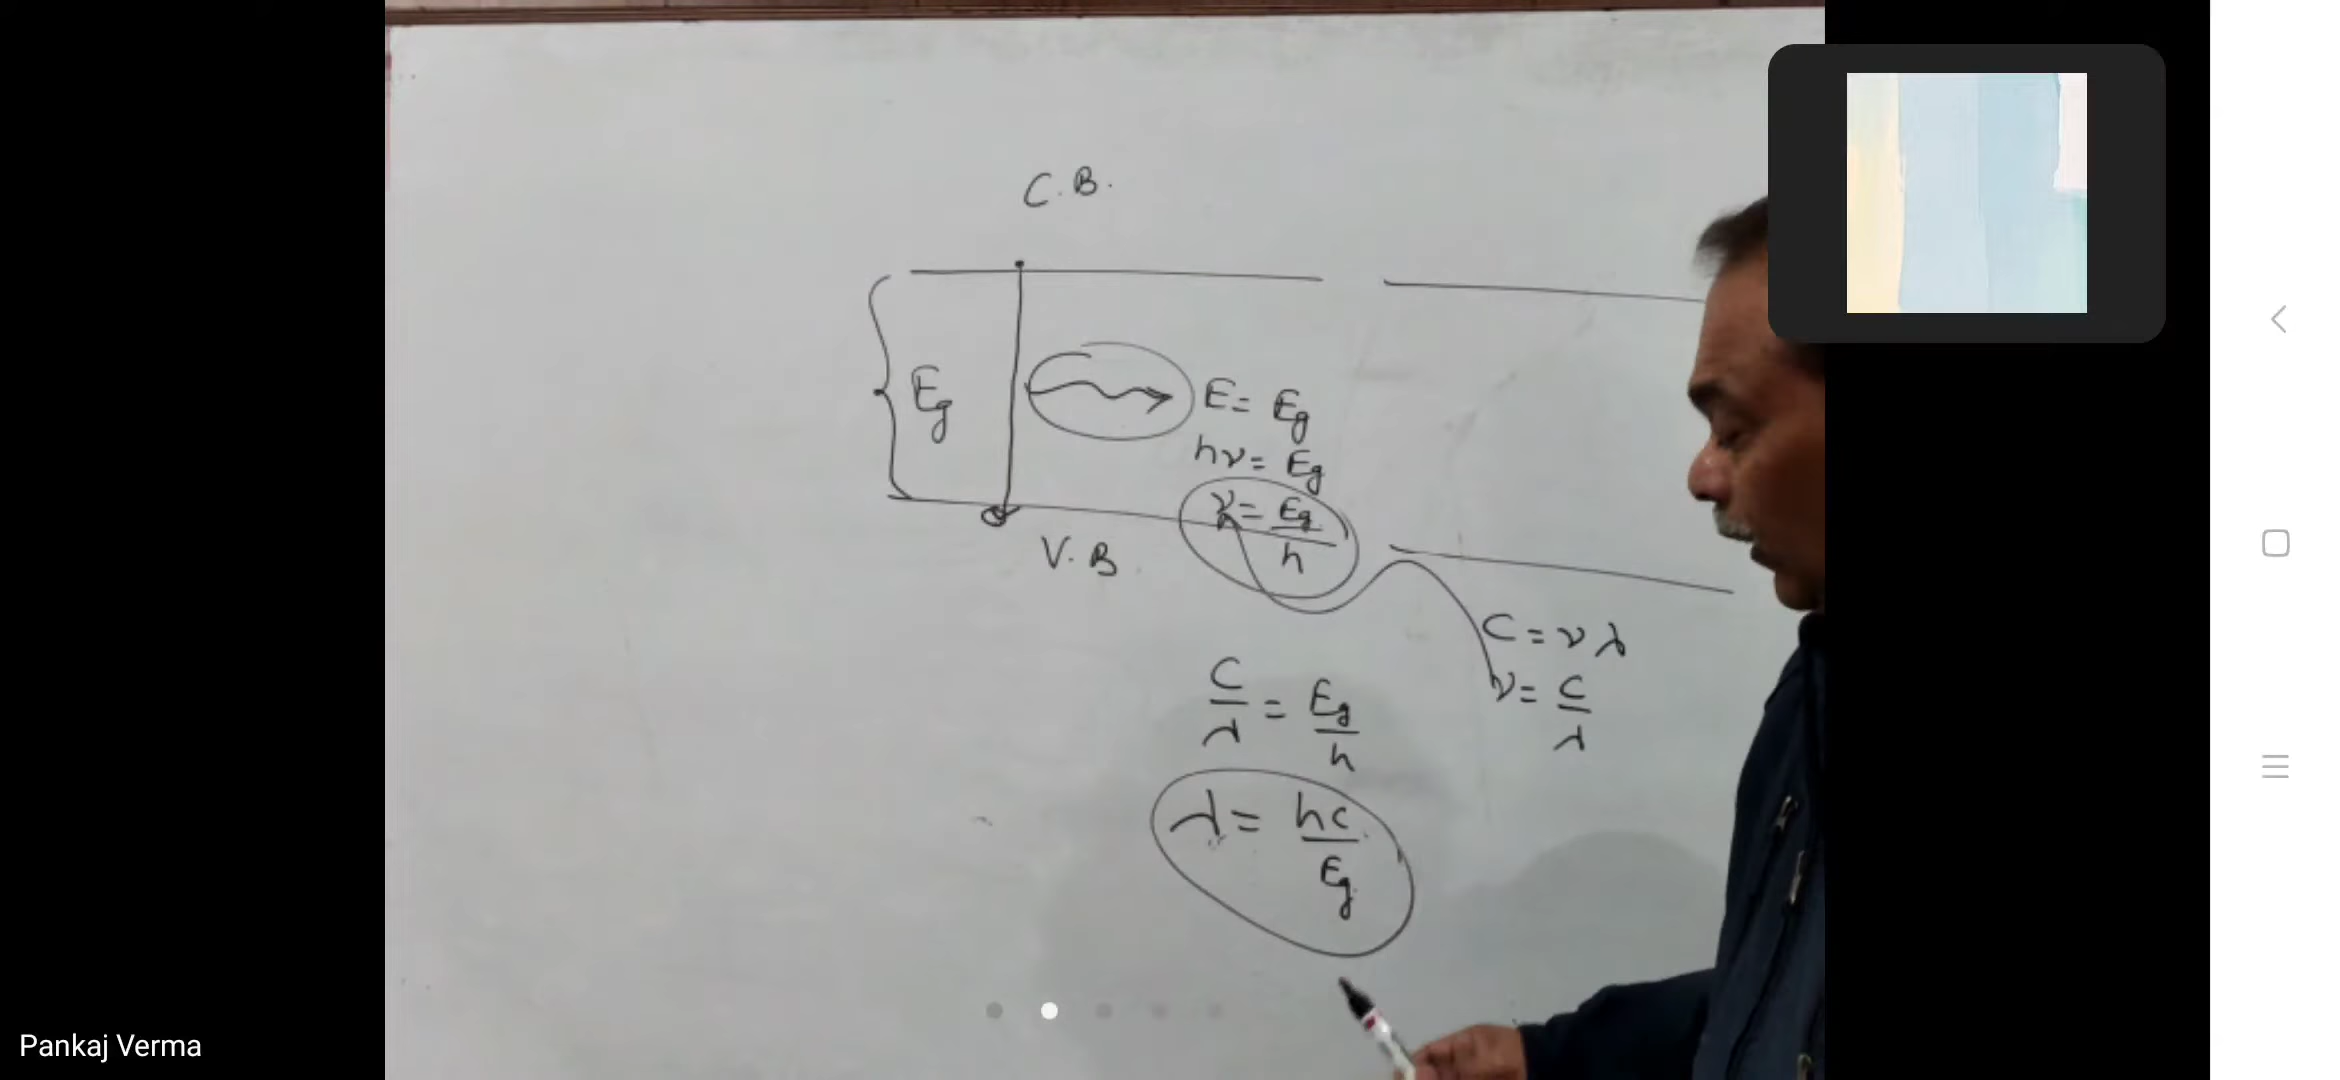 C.B.
Eg
E = Eg
hν = Eg
ν = Eg/h
V.B
C = νλ
ν = C/λ
C/λ = Eg/h
λ = hc/Eg
Pankaj Verma